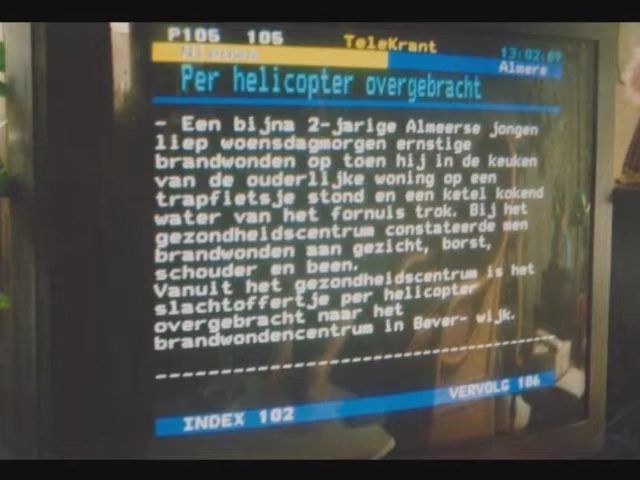 P105 105 TeleKrant 13:02:09
Nieuws Almere
Per helicopter overgebracht
- Een bijna 2-jarige Almeerse jongen
liep woensdagmorgen ernstige
brandwonden op toen hij in de keuken
van de ouderlijke woning op een
trapfietsje stond en een ketel kokend
water van het fornuis trok. Bij het
gezondheidscentrum constateerde men
brandwonden aan gezicht, borst,
schouder en been.
Vanuit het gezondheidscentrum is het
slachtoffertje per helicopter
overgebracht naar het
brandwondencentrum in Bever- wijk.
INDEX 102 VERVOLG 106